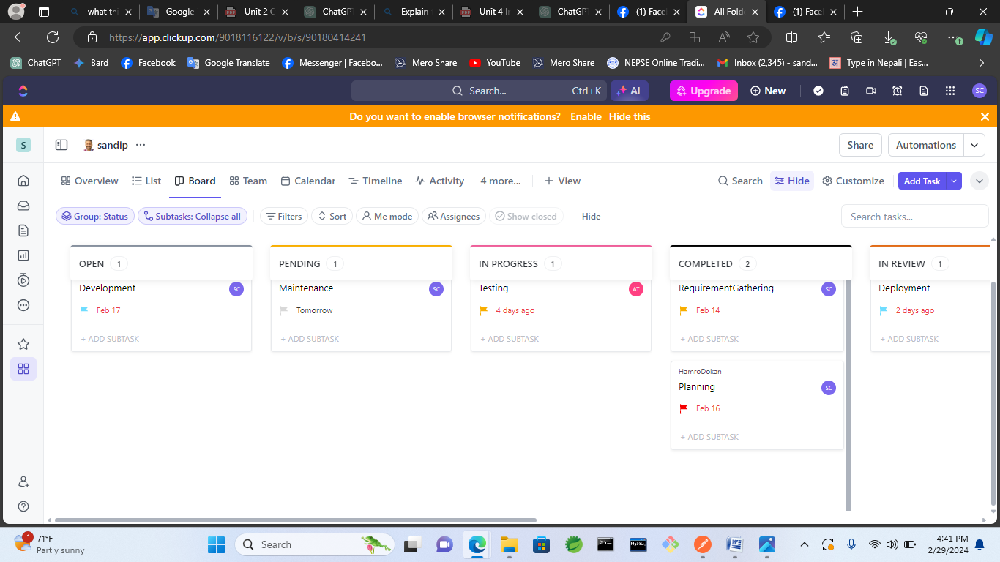 what thi
Google
Unit 2 C
ChatGP
Explain
Unit 4 I
ChatGP
(1) Face
All Fold
(1) Face
https://app.clickup.com/9018116122/v/b/s/90180414241
ChatGPT
Bard
Facebook
Google Translate
Messenger | Facebo...
Mero Share
YouTube
Mero Share
NEPSE Online Tradi...
Inbox (2,345) - sand...
Type in Nepali | Eas...
Search...
Ctrl+K
AI
Upgrade
New
SC
Do you want to enable browser notifications? Enable Hide this
S
sandip
Share
Automations
Overview
List
Board
Team
Calendar
Timeline
Activity
4 more...
View
Search
Hide
Customize
Add Task
Group: Status
Subtasks: Collapse all
Filters
Sort
Me mode
Assignees
Show closed
Hide
Search tasks...
OPEN 1
Development
SC
Feb 17
+ ADD SUBTASK
PENDING 1
Maintenance
SC
Tomorrow
+ ADD SUBTASK
IN PROGRESS 1
Testing
AT
4 days ago
+ ADD SUBTASK
COMPLETED 2
RequirementGathering
SC
Feb 14
+ ADD SUBTASK
HamroDokan
Planning
SC
Feb 16
+ ADD SUBTASK
IN REVIEW 1
Deployment
2 days ago
+ ADD SUBTASK
1
71°F
Partly sunny
Search
4:41 PM
2/29/2024